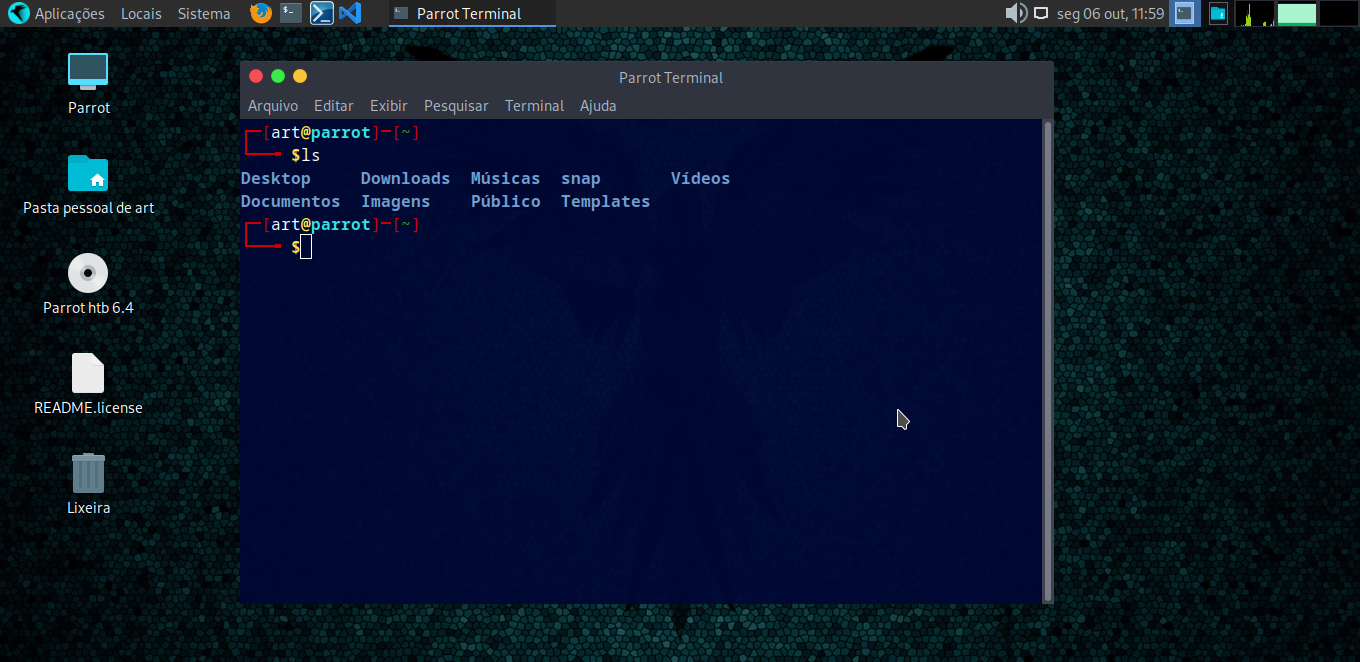 Aplicações Locais Sistema $- Parrot Terminal seg 06 out, 11:59
Parrot
Pasta pessoal de art
Parrot htb 6.4
README.license
Lixeira
Parrot Terminal
Arquivo Editar Exibir Pesquisar Terminal Ajuda
┌─[art@parrot]─[~]
└──╼ $ls
Desktop Downloads Músicas snap Vídeos
Documentos Imagens Público Templates
┌─[art@parrot]─[~]
└──╼ $